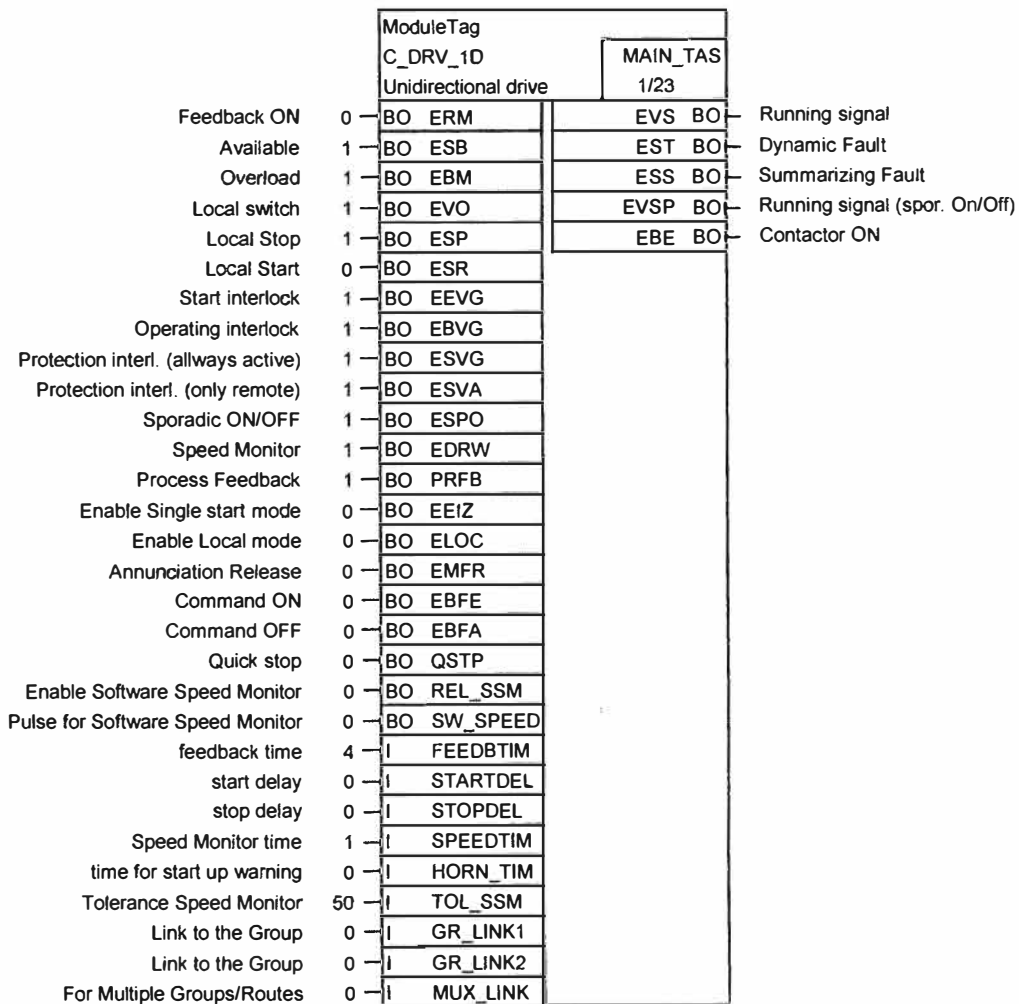 ModuleTag
C_DRV_1D MAIN_TAS
Unidirectional drive 1/23
Feedback ON 0 BO ERM EVS BO Running signal
Available 1 BO ESB EST BO Dynamic Fault
Overload 1 BO EBM ESS BO Summarizing Fault
Local switch 1 BO EVO EVSP BO Running signal (spor. On/Off)
Local Stop 1 BO ESP EBE BO Contactor ON
Local Start 0 BO ESR
Start interlock 1 BO EEVG
Operating interlock 1 BO EBVG
Protection interl. (allways active) 1 BO ESVG
Protection interl. (only remote) 1 BO ESVA
Sporadic ON/OFF 1 BO ESPO
Speed Monitor 1 BO EDRW
Process Feedback 1 BO PRFB
Enable Single start mode 0 BO EEIZ
Enable Local mode 0 BO ELOC
Annunciation Release 0 BO EMFR
Command ON 0 BO EBFE
Command OFF 0 BO EBFA
Quick stop 0 BO QSTP
Enable Software Speed Monitor 0 BO REL_SSM
Pulse for Software Speed Monitor 0 BO SW_SPEED
feedback time 4 I FEEDBTIM
start delay 0 I STARTDEL
stop delay 0 I STOPDEL
Speed Monitor time 1 I SPEEDTIM
time for start up warning 0 I HORN_TIM
Tolerance Speed Monitor 50 I TOL_SSM
Link to the Group 0 I GR_LINK1
Link to the Group 0 I GR_LINK2
For Multiple Groups/Routes 0 I MUX_LINK